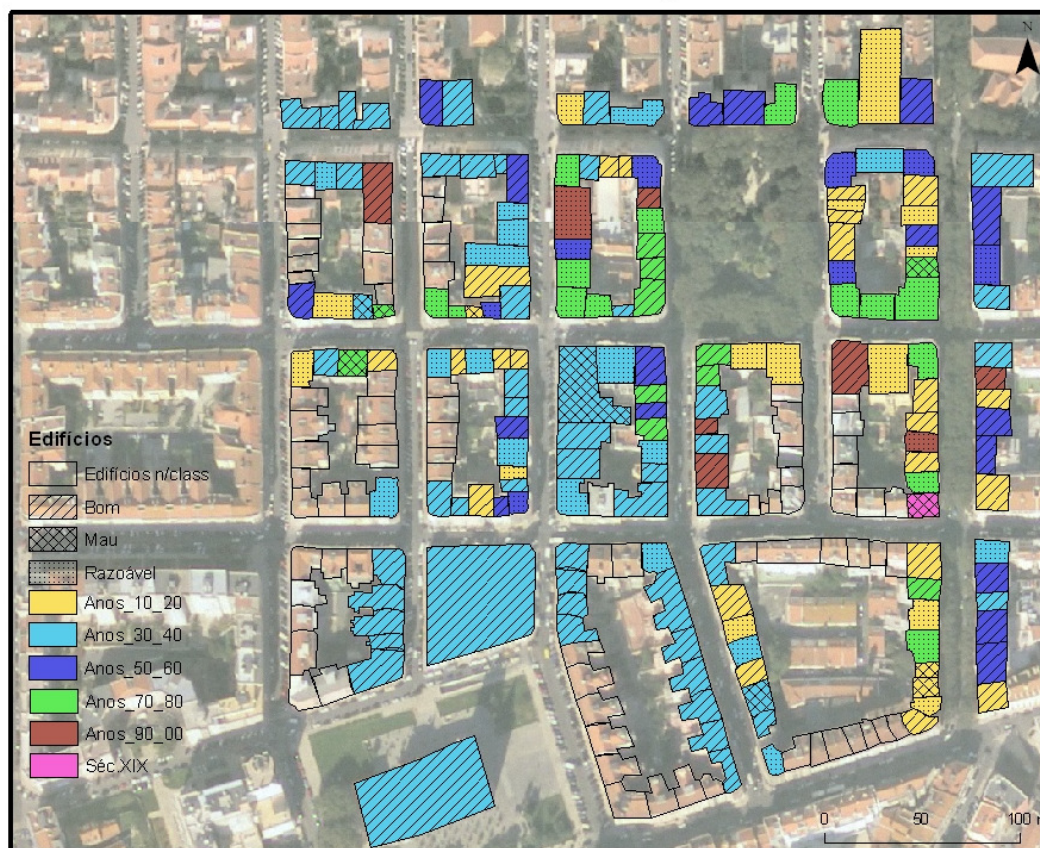 N
Edifícios
Edifícios n/class
Bom
Mau
Razoável
Anos_10_20
Anos_30_40
Anos_50_60
Anos_70_80
Anos_90_00
Séc.XIX
0 50 100